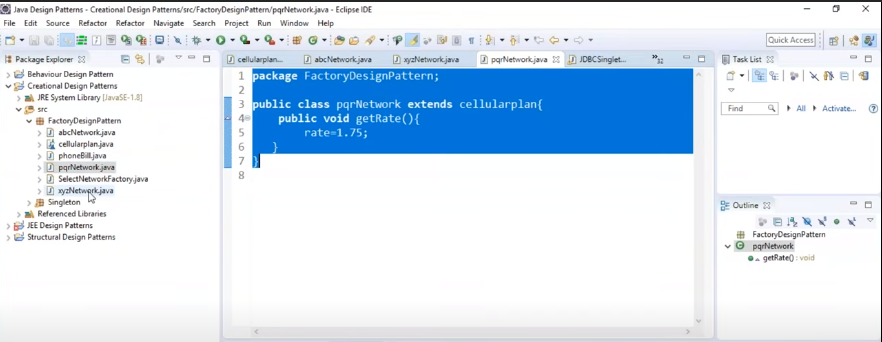 Java Design Patterns - Creational Design Patterns/src/FactoryDesignPattern/pqrNetwork.java - Eclipse IDE
File Edit Source Refactor Refactor Navigate Search Project Run Window Help
Quick Access
Package Explorer
Behaviour Design Pattern
Creational Design Patterns
JRE System Library [JavaSE-1.8]
src
FactoryDesignPattern
abcNetwork.java
cellularplan.java
phoneBill.java
pqrNetwork.java
SelectNetworkFactory.java
xyzNetwork.java
Singleton
Referenced Libraries
JEE Design Patterns
Structural Design Patterns
cellularplan.... abcNetwork.java xyzNetwork.java pqrNetwork.java JDBCSinglet... »12
1 package FactoryDesignPattern;
2
3 public class pqrNetwork extends cellularplan{
4 public void getRate(){
5 rate=1.75;
6 }
7 }
8
Task List
Find All Activate...
Outline
FactoryDesignPattern
pqrNetwork
getRate() : void